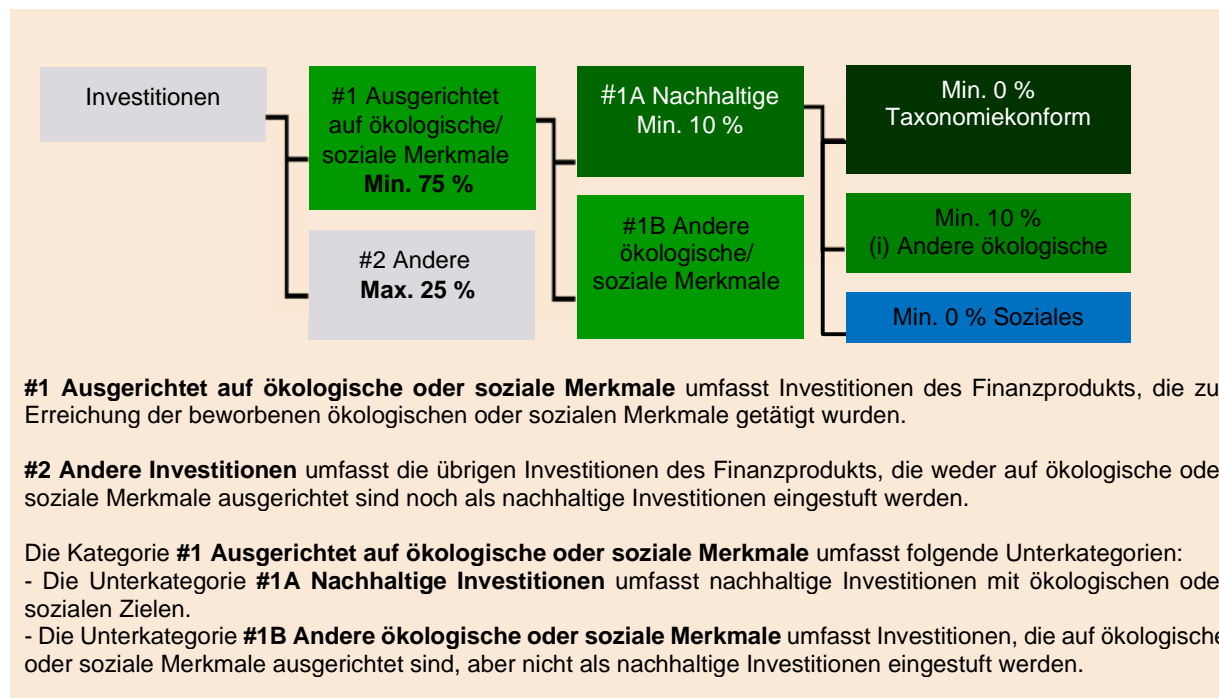 Investitionen
#1 Ausgerichtet
auf ökologische/
soziale Merkmale
Min. 75 %
#2 Andere
Max. 25 %
#1A Nachhaltige
Min. 10 %
#1B Andere
ökologische/
soziale Merkmale
Min. 0 %
Taxonomiekonform
Min. 10 %
(i) Andere ökologische
Min. 0 % Soziales
#1 Ausgerichtet auf ökologische oder soziale Merkmale umfasst Investitionen des Finanzprodukts, die zu
Erreichung der beworbenen ökologischen oder sozialen Merkmale getätigt wurden.
#2 Andere Investitionen umfasst die übrigen Investitionen des Finanzprodukts, die weder auf ökologische ode
soziale Merkmale ausgerichtet sind noch als nachhaltige Investitionen eingestuft werden.
Die Kategorie #1 Ausgerichtet auf ökologische oder soziale Merkmale umfasst folgende Unterkategorien:
- Die Unterkategorie #1A Nachhaltige Investitionen umfasst nachhaltige Investitionen mit ökologischen ode
sozialen Zielen.
- Die Unterkategorie #1B Andere ökologische oder soziale Merkmale umfasst Investitionen, die auf ökologische
oder soziale Merkmale ausgerichtet sind, aber nicht als nachhaltige Investitionen eingestuft werden.